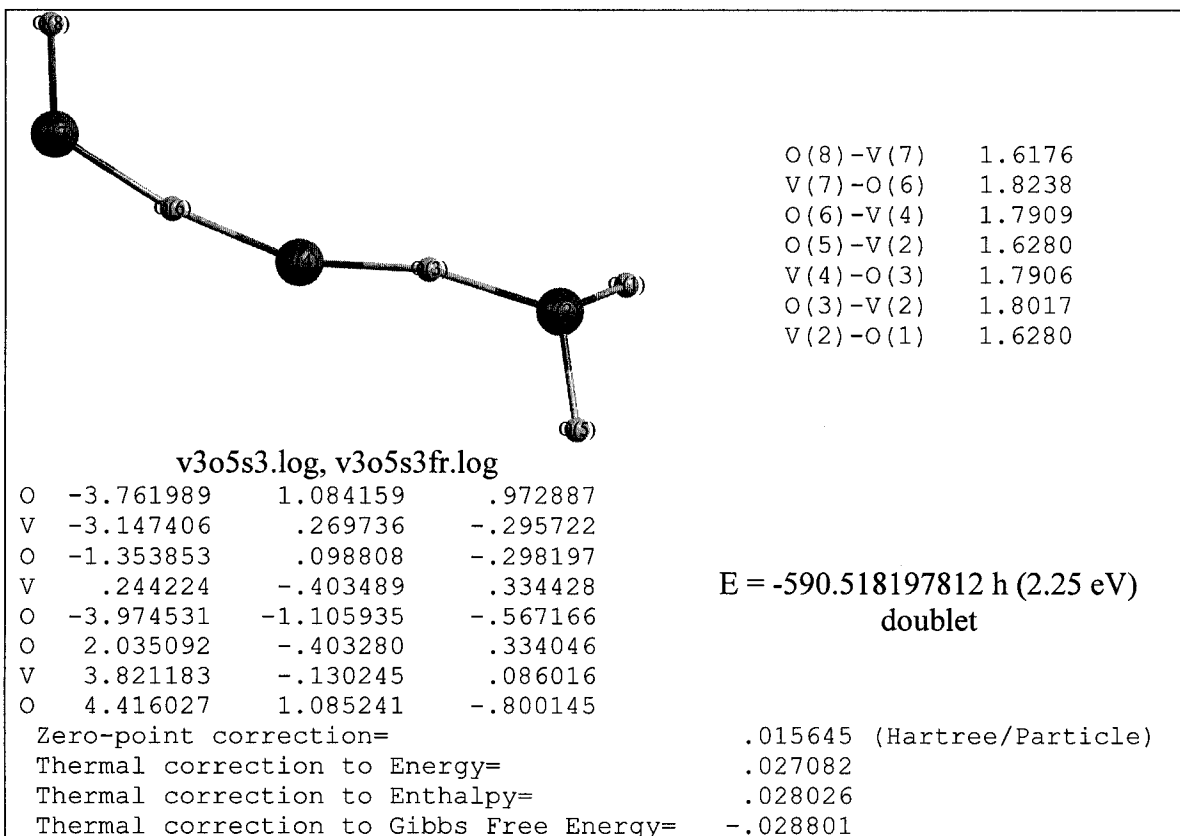 O(8)-V(7) 1.6176
V(7)-O(6) 1.8238
O(6)-V(4) 1.7909
O(5)-V(2) 1.6280
V(4)-O(3) 1.7906
O(3)-V(2) 1.8017
V(2)-O(1) 1.6280
v3o5s3.log, v3o5s3fr.log
O -3.761989 1.084159 .972887
V -3.147406 .269736 -.295722
O -1.353853 .098808 -.298197
V .244224 -.403489 .334428
O -3.974531 -1.105935 -.567166
O 2.035092 -.403280 .334046
V 3.821183 -.130245 .086016
O 4.416027 1.085241 -.800145
E = -590.518197812 h (2.25 eV)
doublet
Zero-point correction= .015645 (Hartree/Particle)
Thermal correction to Energy= .027082
Thermal correction to Enthalpy= .028026
Thermal correction to Gibbs Free Energy= -.028801